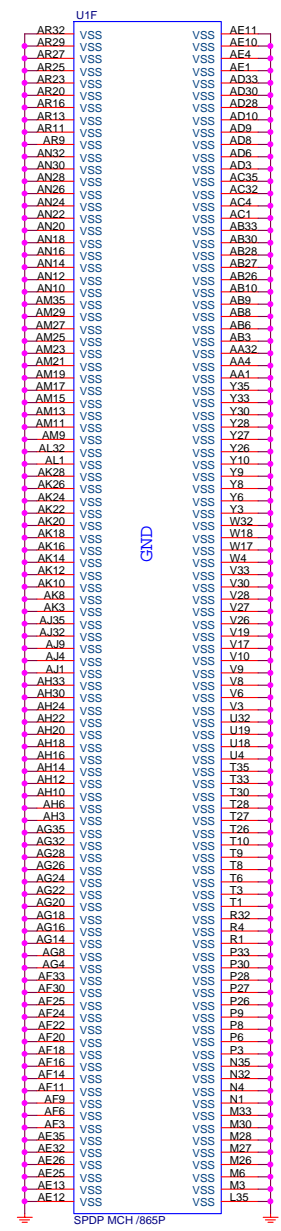 U1F
AR32 VSS VSS AE11
AR29 VSS VSS AE10
AR27 VSS VSS AE4
AR25 VSS VSS AE1
AR23 VSS VSS AD33
AR20 VSS VSS AD30
AR16 VSS VSS AD28
AR13 VSS VSS AD10
AR11 VSS VSS AD9
AR9 VSS VSS AD8
AN32 VSS VSS AD6
AN30 VSS VSS AD3
AN28 VSS VSS AC35
AN26 VSS VSS AC32
AN24 VSS VSS AC4
AN22 VSS VSS AC1
AN20 VSS VSS AB33
AN18 VSS VSS AB30
AN16 VSS VSS AB28
AN14 VSS VSS AB27
AN12 VSS VSS AB26
AN10 VSS VSS AB10
AM35 VSS VSS AB9
AM29 VSS VSS AB8
AM27 VSS VSS AB6
AM25 VSS VSS AB3
AM23 VSS VSS AA32
AM21 VSS VSS AA4
AM19 VSS VSS AA1
AM17 VSS VSS Y35
AM15 VSS VSS Y33
AM13 VSS VSS Y30
AM11 VSS VSS Y28
AM9 VSS VSS Y27
AL32 VSS VSS Y26
AL1 VSS VSS Y10
AK28 VSS VSS Y9
AK26 VSS VSS Y8
AK24 VSS VSS Y6
AK22 VSS VSS Y3
AK20 VSS VSS W32
AK18 VSS VSS W18
AK16 VSS VSS W17
GND
AK14 VSS VSS W4
AK12 VSS VSS V33
AK10 VSS VSS V30
AK8 VSS VSS V28
AK3 VSS VSS V27
AJ35 VSS VSS V26
AJ32 VSS VSS V19
AJ9 VSS VSS V17
AJ4 VSS VSS V10
AJ1 VSS VSS V9
AH33 VSS VSS V8
AH30 VSS VSS V6
AH24 VSS VSS V3
AH22 VSS VSS U32
AH20 VSS VSS U19
AH18 VSS VSS U18
AH16 VSS VSS U4
AH14 VSS VSS T35
AH12 VSS VSS T33
AH10 VSS VSS T30
AH6 VSS VSS T28
AH3 VSS VSS T27
AG35 VSS VSS T26
AG32 VSS VSS T10
AG28 VSS VSS T9
AG26 VSS VSS T8
AG24 VSS VSS T6
AG22 VSS VSS T3
AG20 VSS VSS T1
AG18 VSS VSS R32
AG16 VSS VSS R4
AG14 VSS VSS R1
AG8 VSS VSS P33
AG4 VSS VSS P30
AF33 VSS VSS P28
AF30 VSS VSS P27
AF25 VSS VSS P26
AF24 VSS VSS P9
AF22 VSS VSS P8
AF20 VSS VSS P6
AF18 VSS VSS P3
AF16 VSS VSS N35
AF14 VSS VSS N32
AF11 VSS VSS N4
AF9 VSS VSS N1
AF6 VSS VSS M33
AF3 VSS VSS M30
AE35 VSS VSS M28
AE32 VSS VSS M27
AE26 VSS VSS M26
AE25 VSS VSS M6
AE13 VSS VSS M3
AE12 VSS VSS L35
SPDP MCH /865P